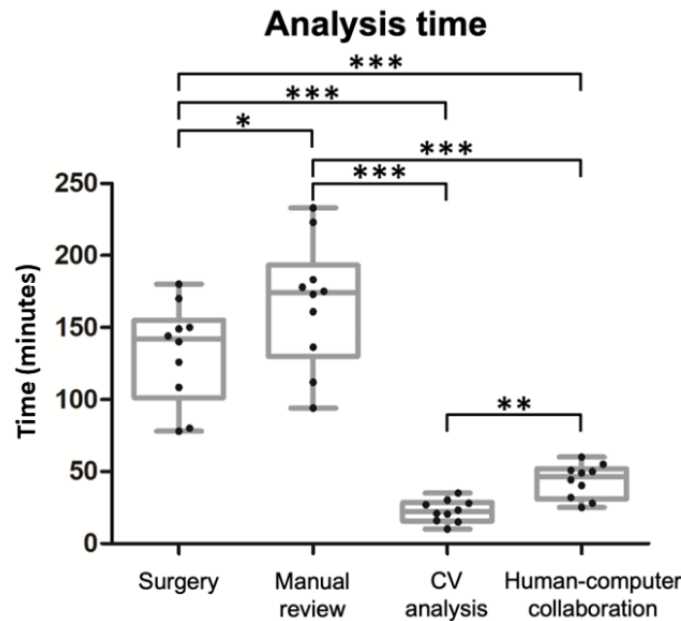 Analysis time
***
***
*
***
***
250
200
150
100
50
0
Time (minutes)
**
Surgery
Manual
review
CV
analysis
Human-computer
collaboration